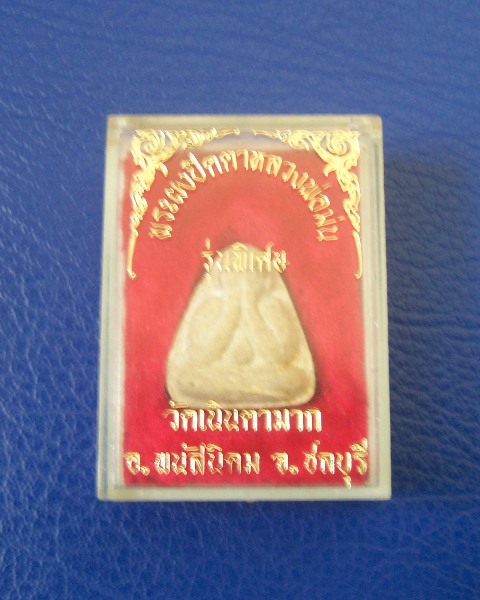 พระผงปิดตาหลวงพ่อม่น
รุ่นพิเศษ
วัดเนินตามาก
อ. พนัสนิคม จ. ชลบุรี